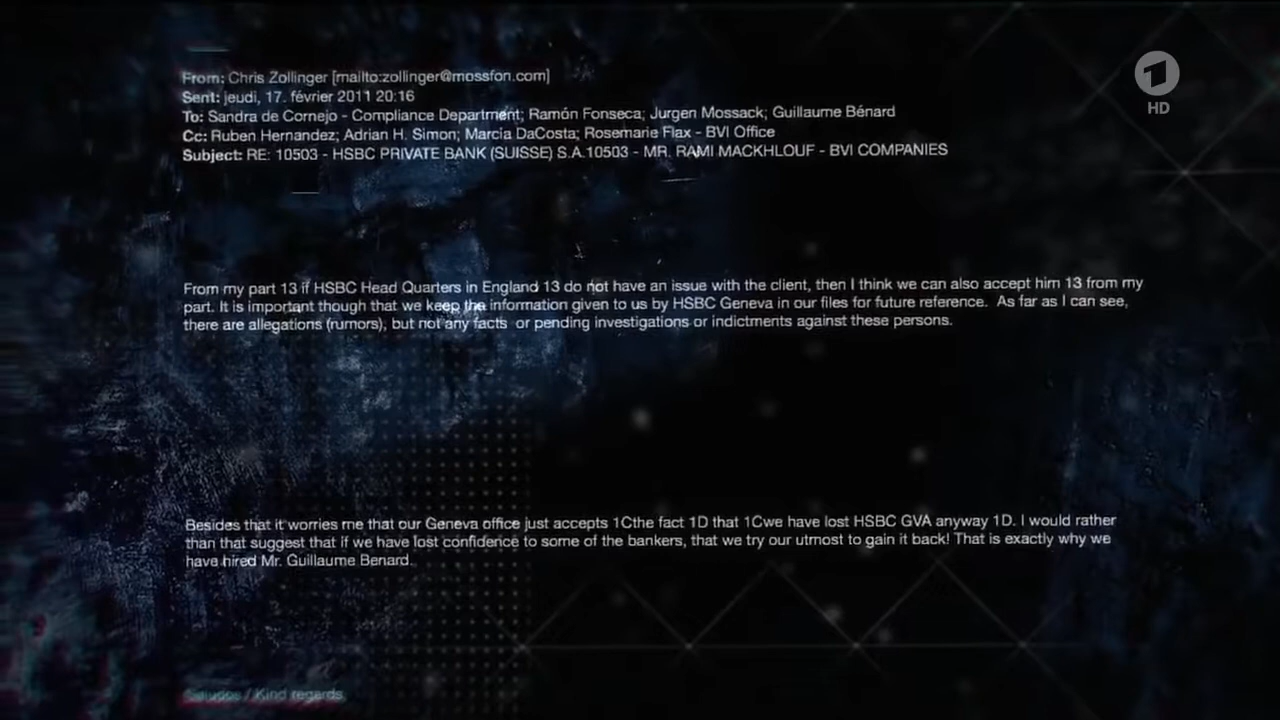 From: Chris Zollinger [mailto:zollinger@mossfon.com]
Sent: jeudi, 17. février 2011 20:16
To: Sandra de Cornejo - Compliance Department; Ramón Fonseca; Jurgen Mossack; Guillaume Bénard
Cc: Ruben Hernandez; Adrian H. Simon; Marcia DaCosta; Rosemarie Flax - BVI Office
Subject: RE: 10503 - HSBC PRIVATE BANK (SUISSE) S.A.10503 - MR. RAMI MACKHLOUF - BVI COMPANIES
1
HD
From my part 13 if HSBC Head Quarters in England 13 do not have an issue with the client, then I think we can also accept him 13 from my
part. It is important though that we keep the information given to us by HSBC Geneva in our files for future reference. As far as I can see,
there are allegations (rumors), but not any facts or pending investigations or indictments against these persons.
Besides that it worries me that our Geneva office just accepts 1Cthe fact 1D that 1Cwe have lost HSBC GVA anyway 1D. I would rather
than that suggest that if we have lost confidence to some of the bankers, that we try our utmost to gain it back! That is exactly why we
have hired Mr. Guillaume Benard.
Saludos / Kind regards,